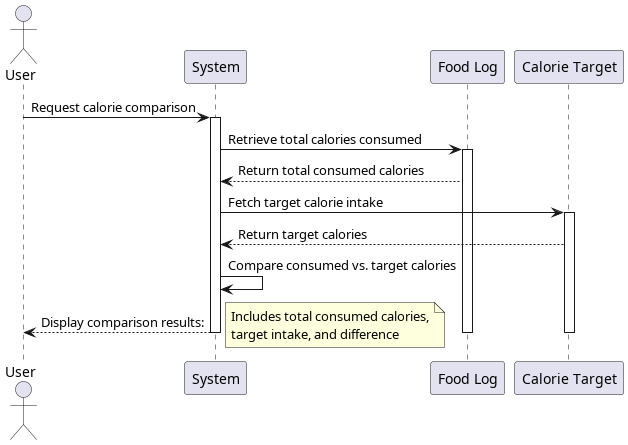 User
System
Food Log
Calorie Target
Request calorie comparison
Retrieve total calories consumed
Return total consumed calories
Fetch target calorie intake
Return target calories
Compare consumed vs. target calories
Display comparison results:
Includes total consumed calories,
target intake, and difference
User
System
Food Log
Calorie Target